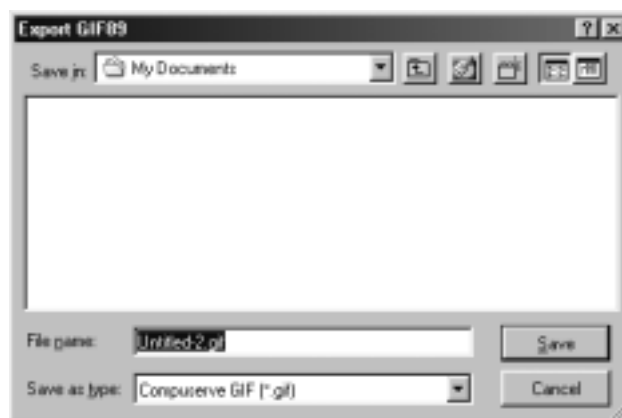 Export GIF89
Save in: My Documents
File name: Untitled-2.gif
Save
Save as type: Compuserve GIF (*.gif)
Cancel